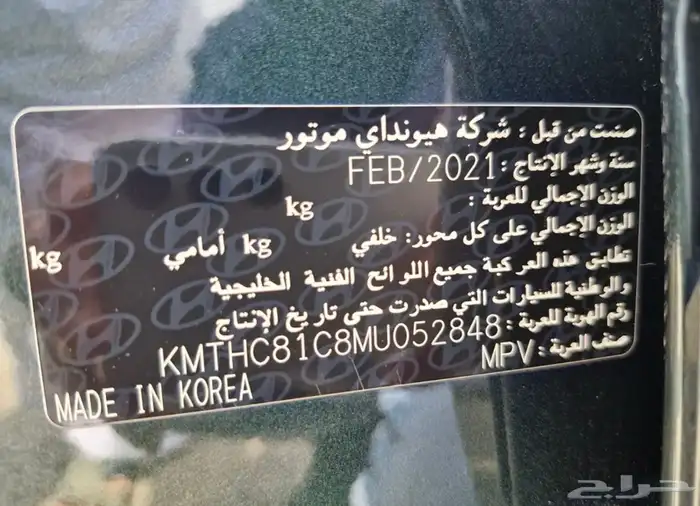 صنعت من قبل : شركة هيونداي موتور
سنة وشهر الإنتاج : FEB/2021
الوزن الإجمالي للعربة : kg
الوزن الإجمالي على كل محور: خلفي kg أمامي kg
تطابق هذه المركبة جميع اللوائح الفنية الخليجية
والوطنية للسيارات التي صدرت حتى تاريخ الإنتاج
رقم الهوية للعربة : KMTHC81C8MU052848
صنف العربة : MPV
MADE IN KOREA
حراج